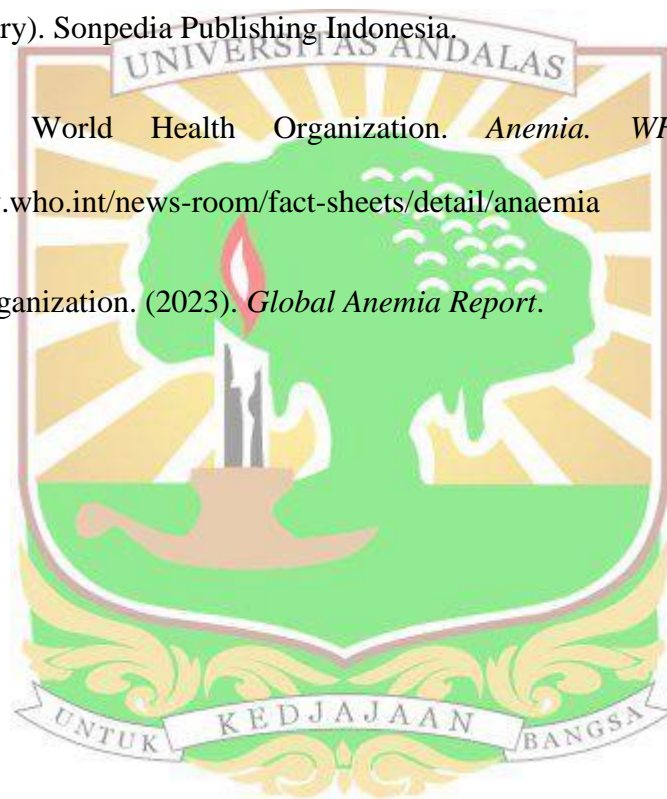 ry). Sonpedia Publishing Indonesia.
UNIVERSITAS ANDALAS
World Health Organization. Anemia. WH
.who.int/news-room/fact-sheets/detail/anaemia
ganization. (2023). Global Anemia Report.
UNTUK KEDJAJAAN BANGSA